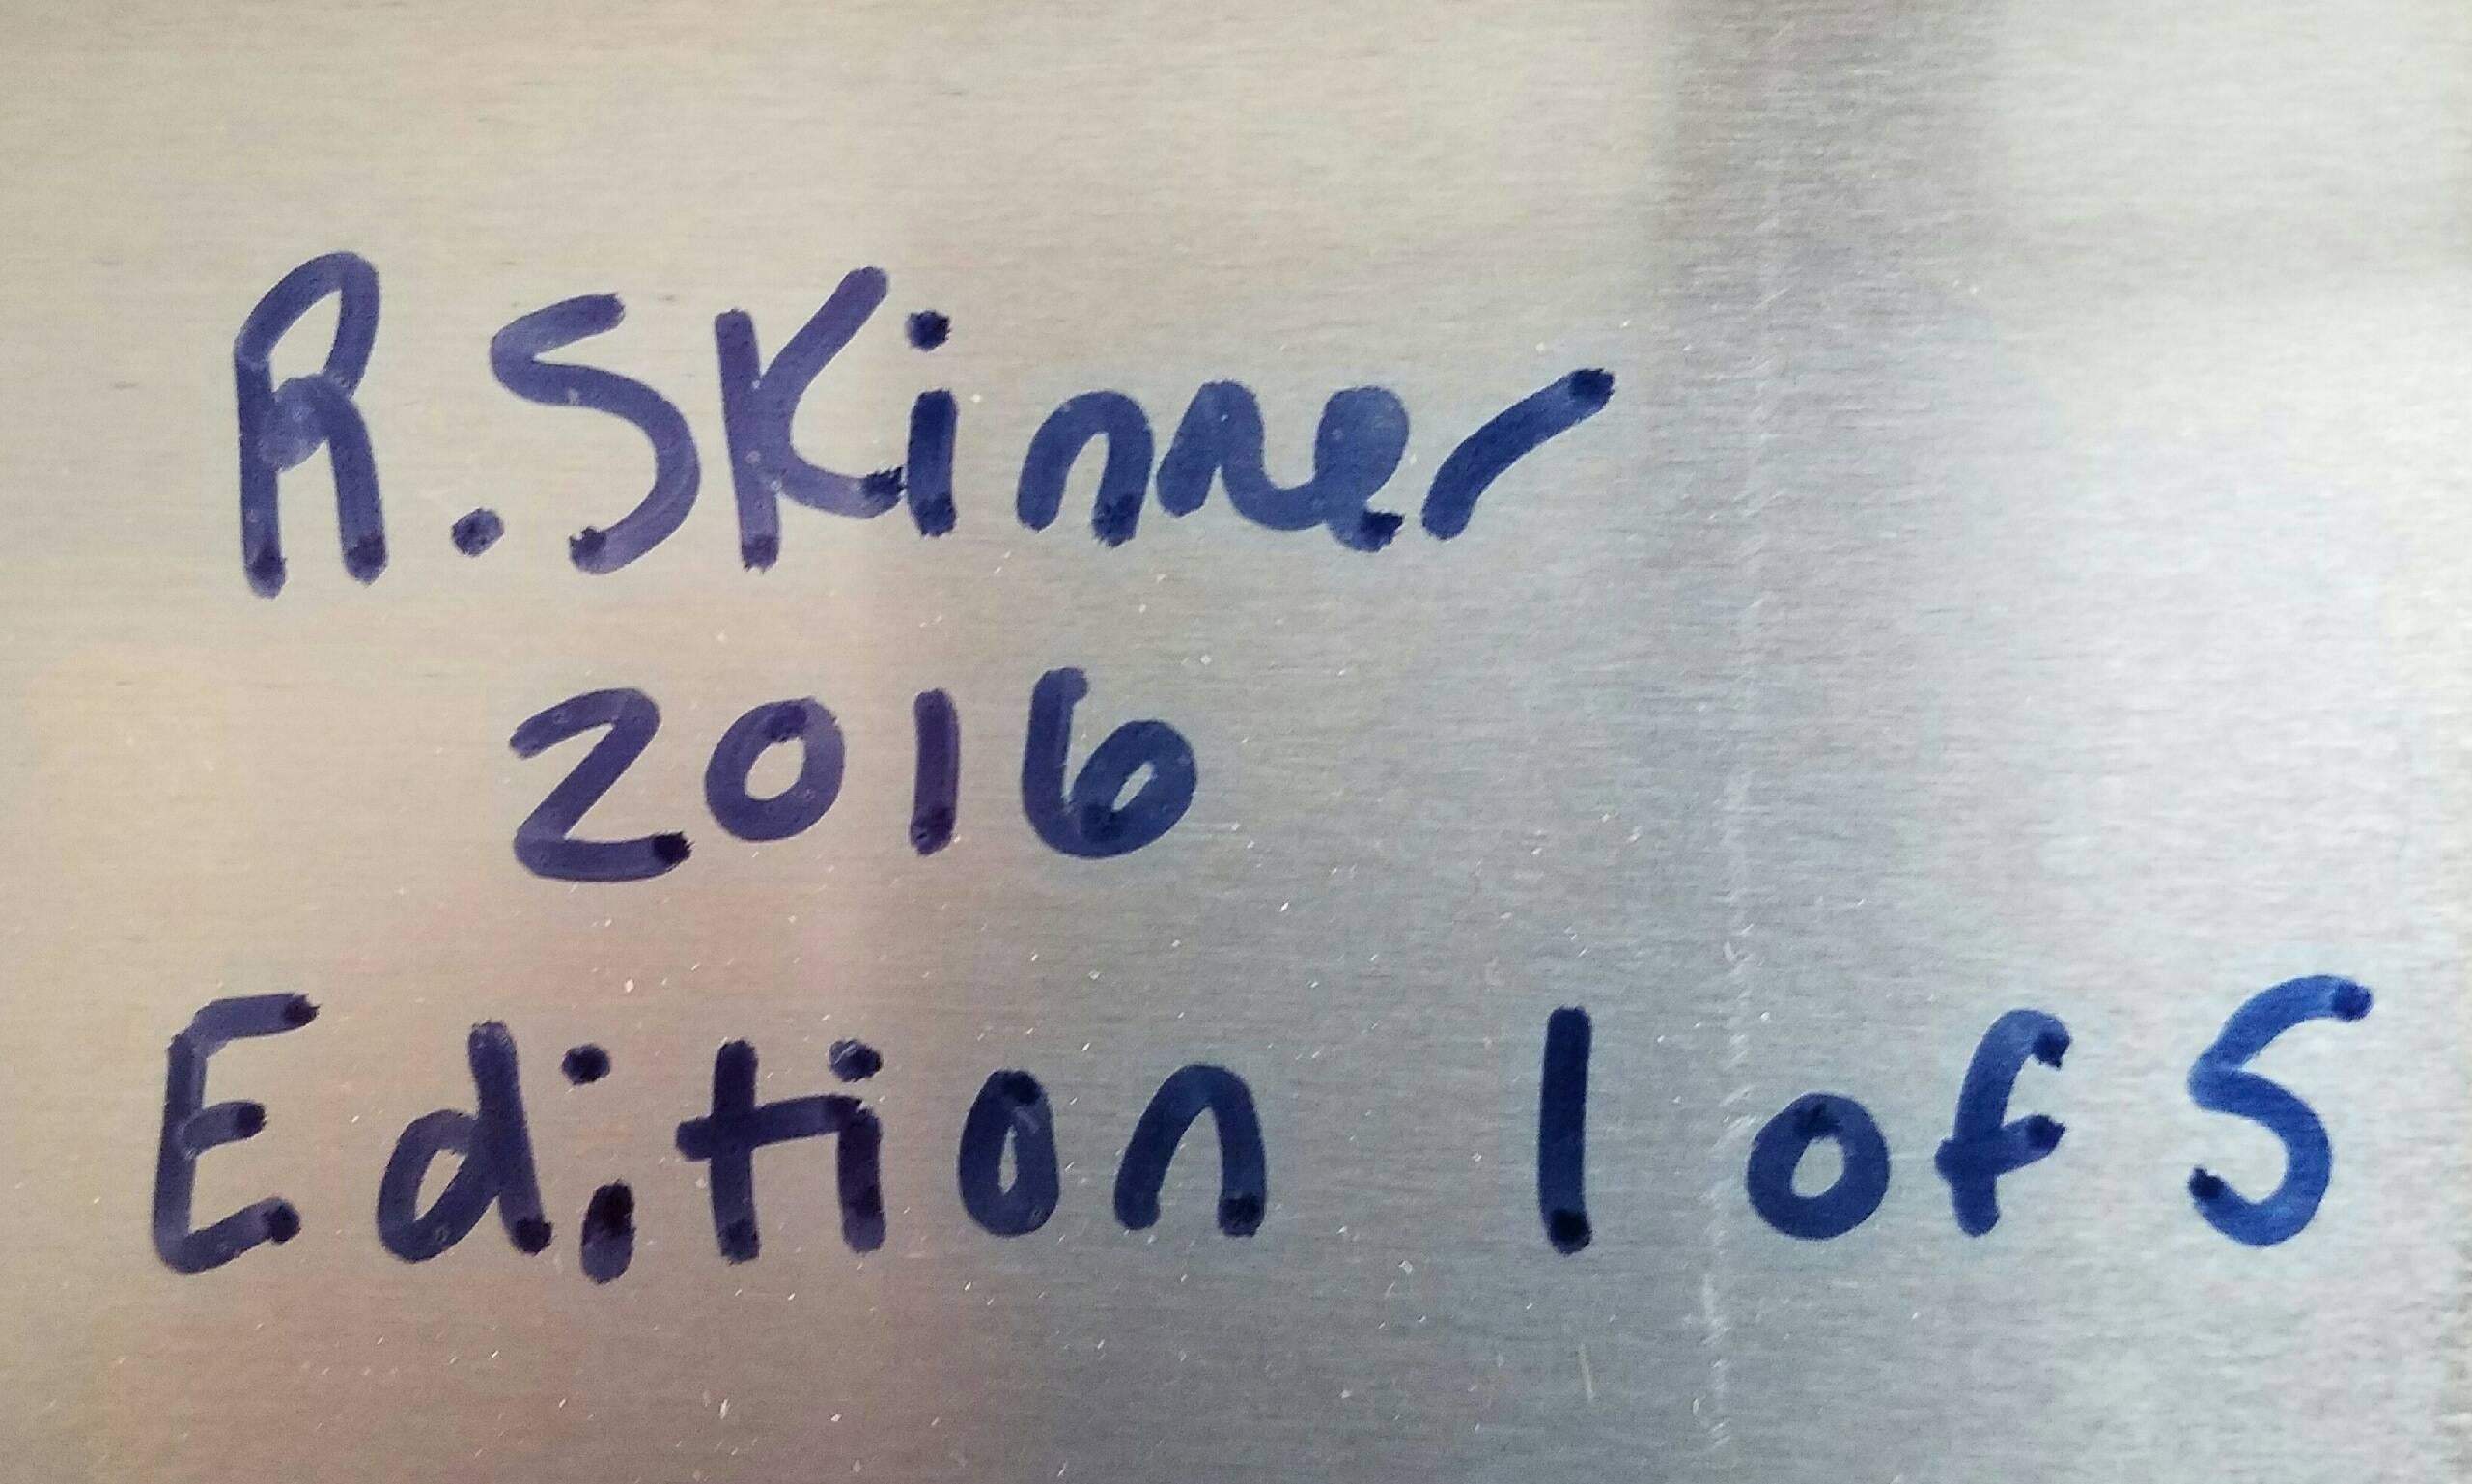 R. Skinner
2016
Edition 1 of 5